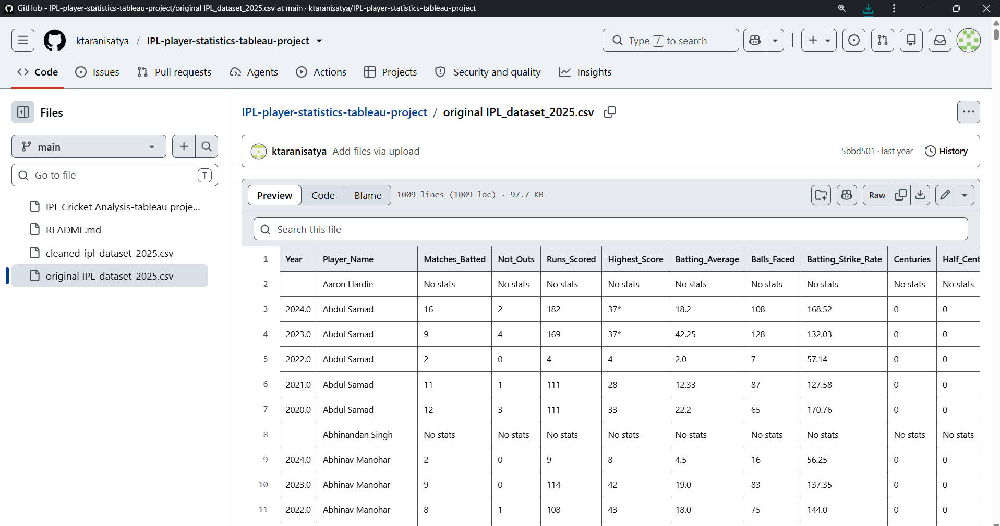 GitHub - IPL-player-statistics-tableau-project/original IPL_dataset_2025.csv at main · ktaranisatya/IPL-player-statistics-tableau-project
ktaranisatya / IPL-player-statistics-tableau-project
Type / to search
Code Issues Pull requests Agents Actions Projects Security and quality Insights
Files
main
Go to file T
IPL Cricket Analysis-tableau proje...
README.md
cleaned_ipl_dataset_2025.csv
original IPL_dataset_2025.csv
IPL-player-statistics-tableau-project / original IPL_dataset_2025.csv
ktaranisatya Add files via upload 5bbd501 · last year History
Preview Code Blame 1009 lines (1009 loc) · 97.7 KB Raw
Search this file
1 Year Player_Name Matches_Batted Not_Outs Runs_Scored Highest_Score Batting_Average Balls_Faced Batting_Strike_Rate Centuries Half_Cent
2 Aaron Hardie No stats No stats No stats No stats No stats No stats No stats No stats No stats
3 2024.0 Abdul Samad 16 2 182 37* 18.2 108 168.52 0 0
4 2023.0 Abdul Samad 9 4 169 37* 42.25 128 132.03 0 0
5 2022.0 Abdul Samad 2 0 4 4 2.0 7 57.14 0 0
6 2021.0 Abdul Samad 11 1 111 28 12.33 87 127.58 0 0
7 2020.0 Abdul Samad 12 3 111 33 22.2 65 170.76 0 0
8 Abhinandan Singh No stats No stats No stats No stats No stats No stats No stats No stats No stats
9 2024.0 Abhinav Manohar 2 0 9 8 4.5 16 56.25 0 0
10 2023.0 Abhinav Manohar 9 0 114 42 19.0 83 137.35 0 0
11 2022.0 Abhinav Manohar 8 1 108 43 18.0 75 144.0 0 0